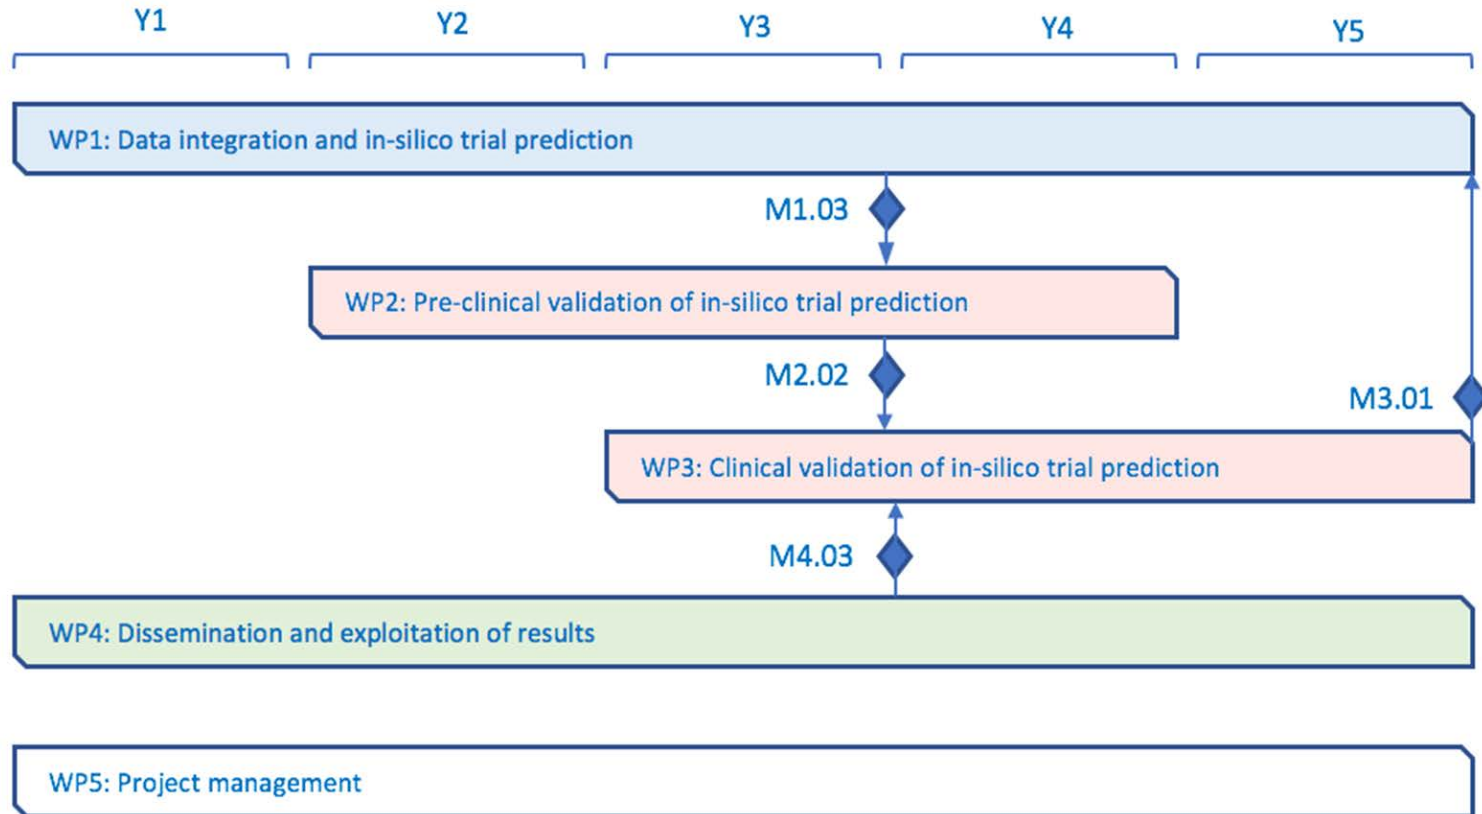 Y1
Y2
Y3
Y4
Y5
WP1: Data integration and in-silico trial prediction
M1.03
WP2: Pre-clinical validation of in-silico trial prediction
M2.02
M3.01
WP3: Clinical validation of in-silico trial prediction
M4.03
WP4: Dissemination and exploitation of results
WP5: Project management